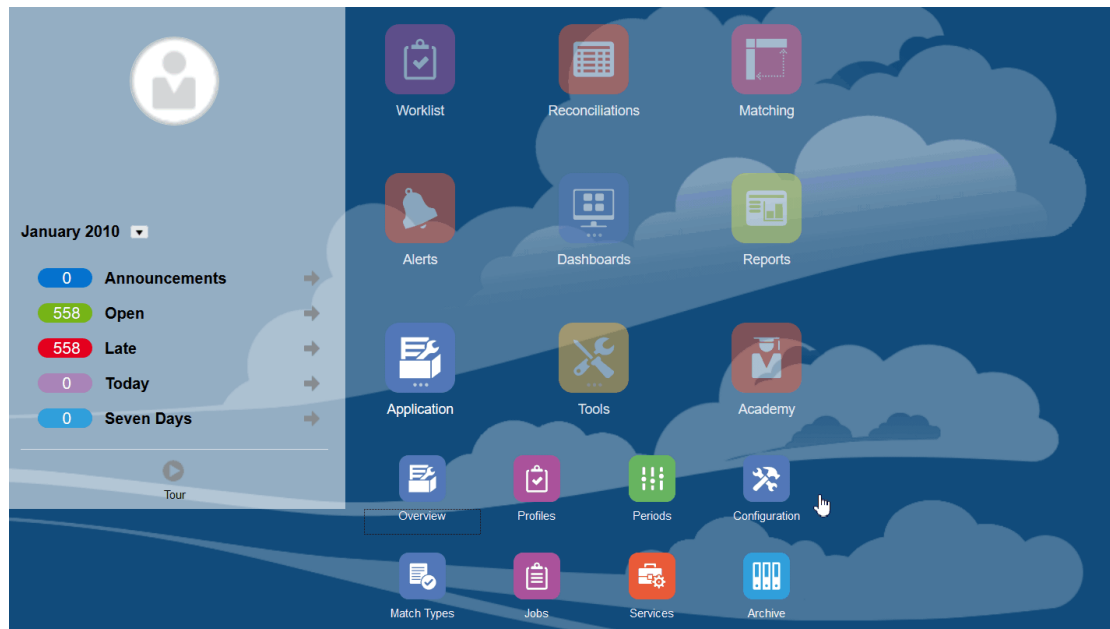 January 2010
0 Announcements
558 Open
558 Late
0 Today
0 Seven Days
Tour
Worklist
Reconciliations
Matching
Alerts
Dashboards
Reports
Application
Tools
Academy
Overview
Profiles
Periods
Configuration
Match Types
Jobs
Services
Archive